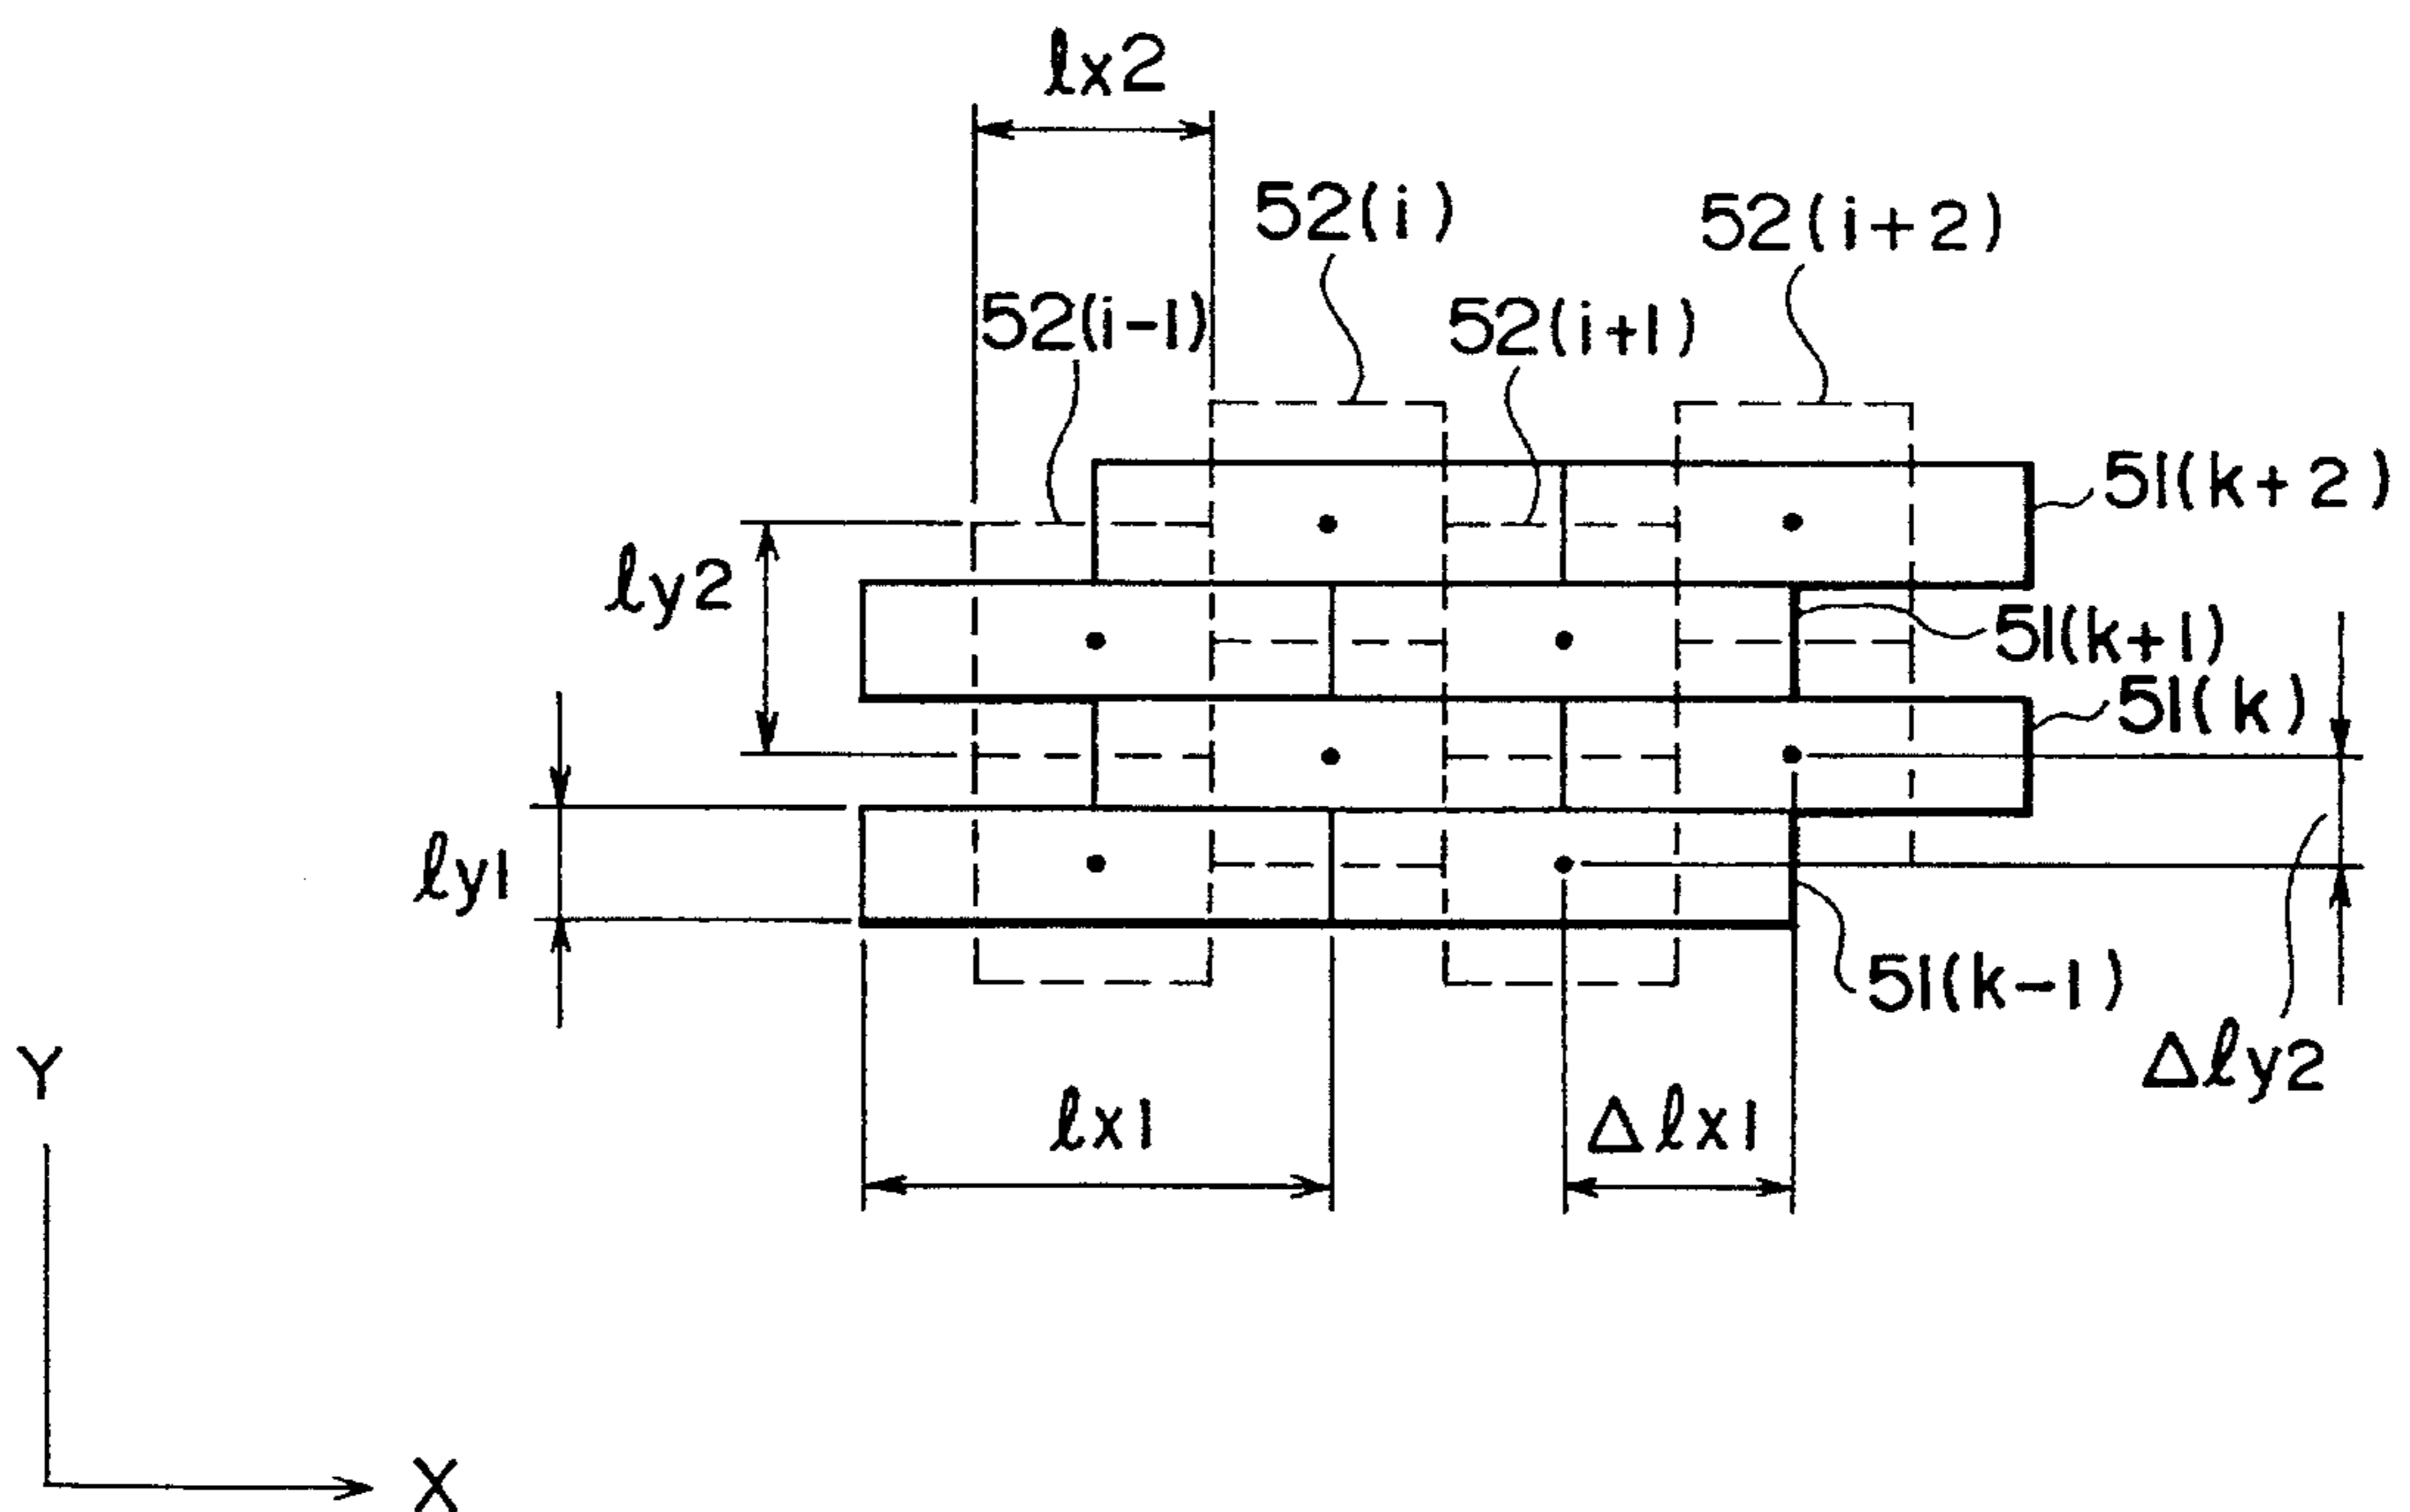 ℓx2
52(i)
52(i+2)
52(i-1)
52(i+1)
51(k+2)
ℓy2
51(k+1)
51(k)
ℓy1
51(k-1)
Y
Δℓy2
ℓx1
Δℓx1
X